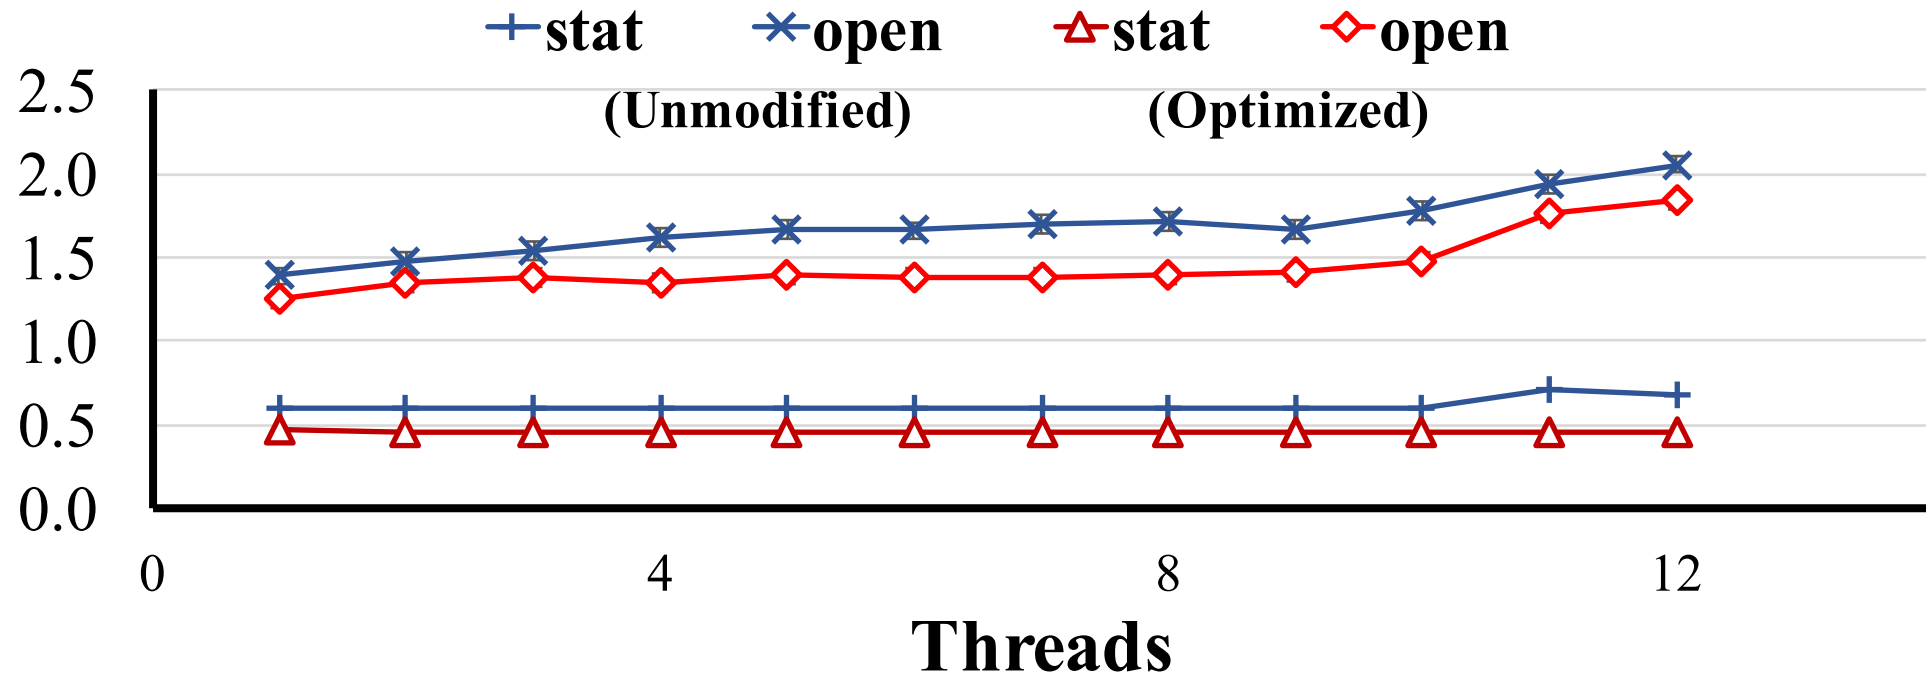 stat open stat open
(Unmodified) (Optimized)
2.5
2.0
1.5
1.0
0.5
0.0
0 4 8 12
Threads